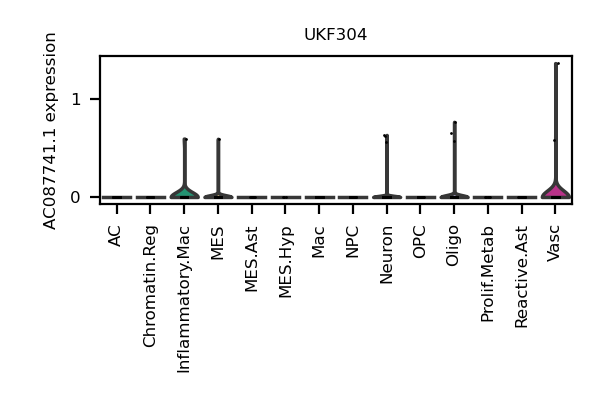 UKF304
AC087741.1 expression
1
0
AC
Chromatin.Reg
Inflammatory.Mac
MES
MES.Ast
MES.Hyp
Mac
NPC
Neuron
OPC
Oligo
Prolif.Metab
Reactive.Ast
Vasc